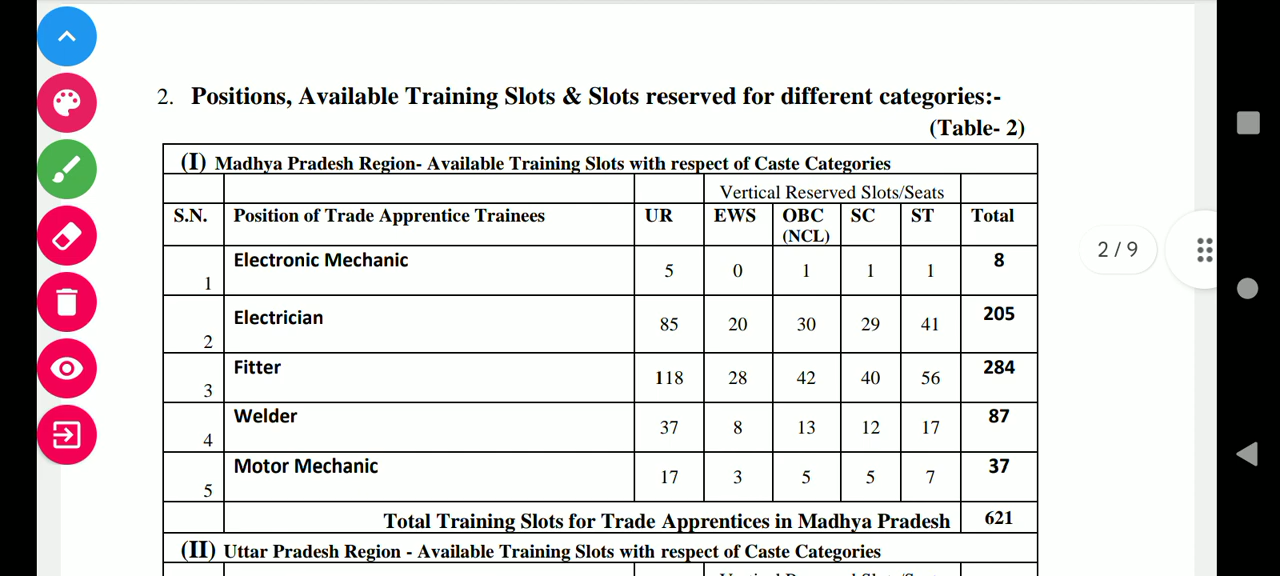 2. Positions, Available Training Slots & Slots reserved for different categories:-
(Table- 2)
(I) Madhya Pradesh Region- Available Training Slots with respect of Caste Categories
Vertical Reserved Slots/Seats
S.N. Position of Trade Apprentice Trainees UR EWS OBC (NCL) SC ST Total
1 Electronic Mechanic 5 0 1 1 1 8
2 Electrician 85 20 30 29 41 205
3 Fitter 118 28 42 40 56 284
4 Welder 37 8 13 12 17 87
5 Motor Mechanic 17 3 5 5 7 37
Total Training Slots for Trade Apprentices in Madhya Pradesh 621
(II) Uttar Pradesh Region - Available Training Slots with respect of Caste Categories
2 / 9